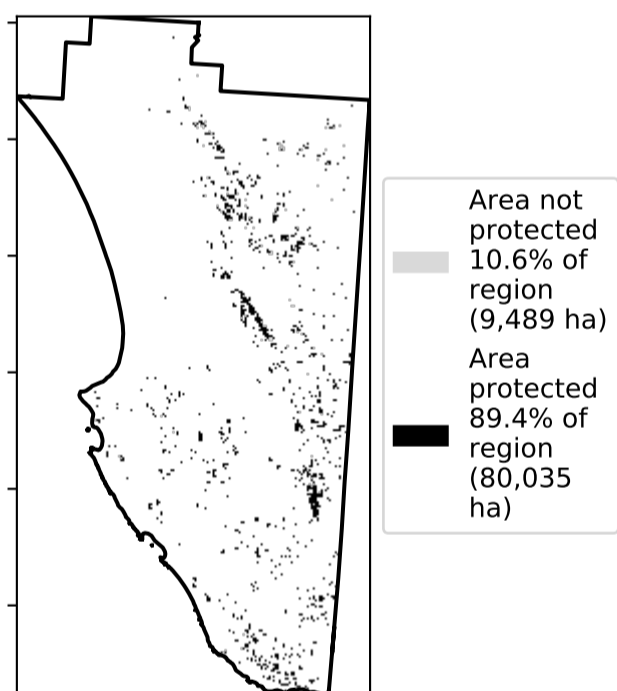 Area not
protected
10.6% of
region
(9,489 ha)
Area
protected
89.4% of
region
(80,035
ha)